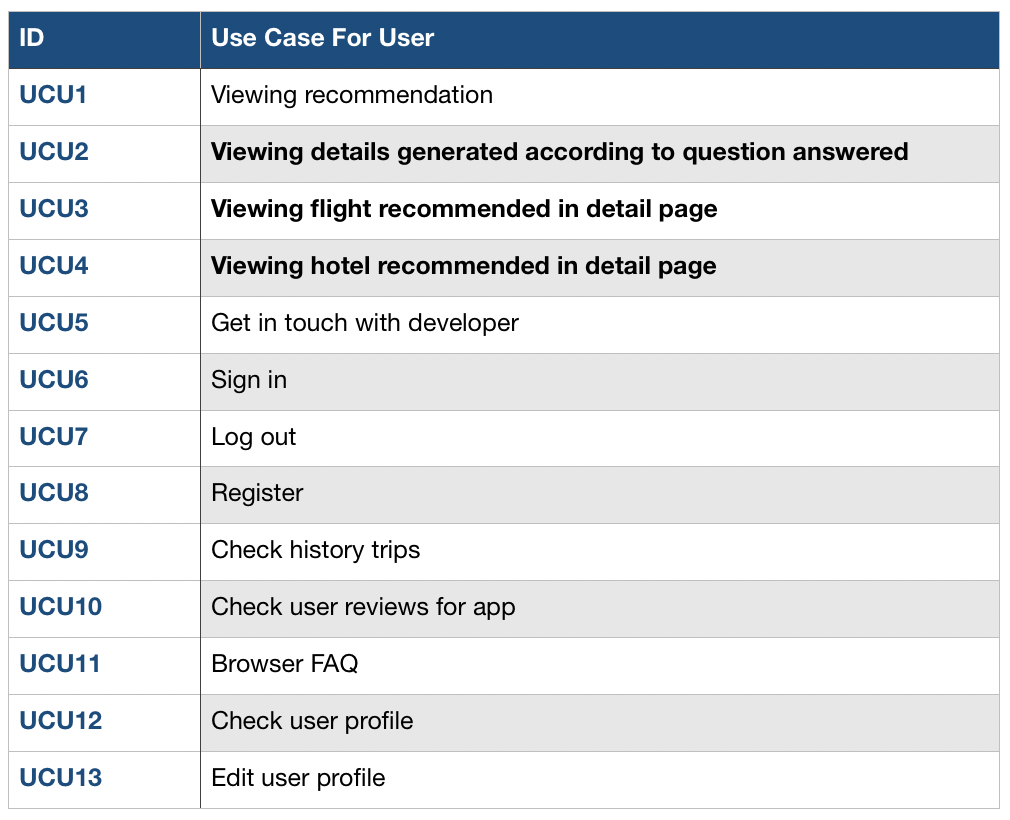 ID Use Case For User
UCU1 Viewing recommendation
UCU2 Viewing details generated according to question answered
UCU3 Viewing flight recommended in detail page
UCU4 Viewing hotel recommended in detail page
UCU5 Get in touch with developer
UCU6 Sign in
UCU7 Log out
UCU8 Register
UCU9 Check history trips
UCU10 Check user reviews for app
UCU11 Browser FAQ
UCU12 Check user profile
UCU13 Edit user profile